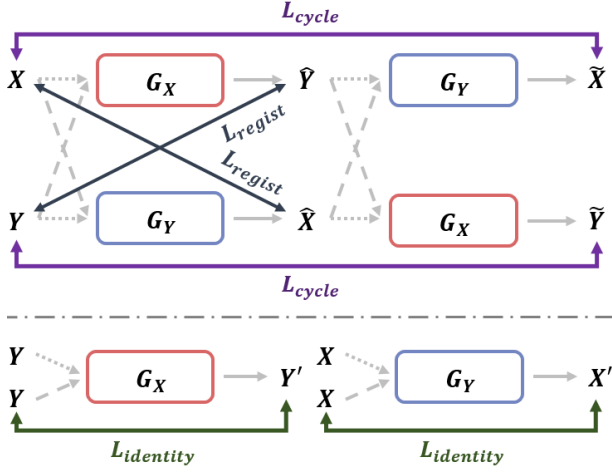 L_cycle
X G_X Ŷ G_Y X̃
L_regist
L_regist
Y G_Y X̂ G_X Ỹ
L_cycle
Y X
G_X Y′ G_Y X′
Y X
L_identity L_identity